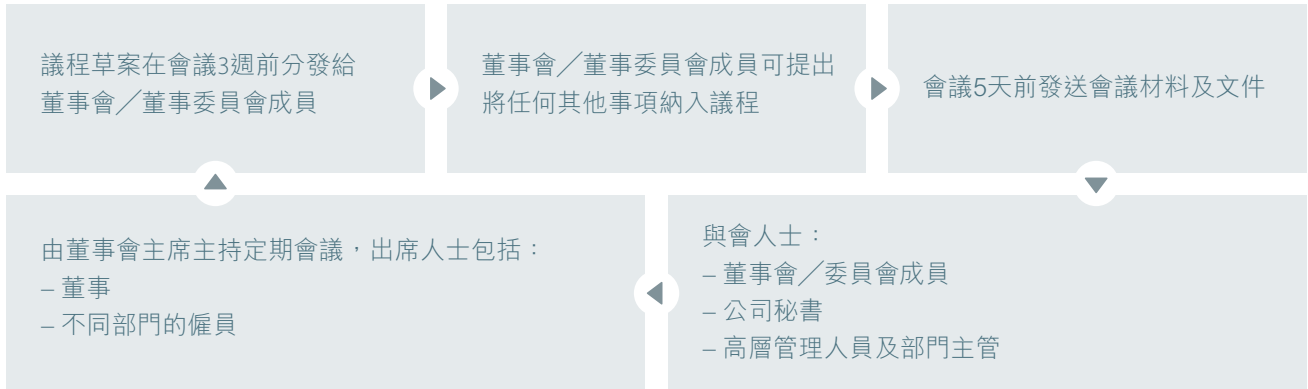 議程草案在會議3週前分發給
董事會╱董事委員會成員
董事會╱董事委員會成員可提出
將任何其他事項納入議程
會議5天前發送會議材料及文件
與會人士：
– 董事會╱委員會成員
– 公司秘書
– 高層管理人員及部門主管
由董事會主席主持定期會議，出席人士包括：
– 董事
– 不同部門的僱員